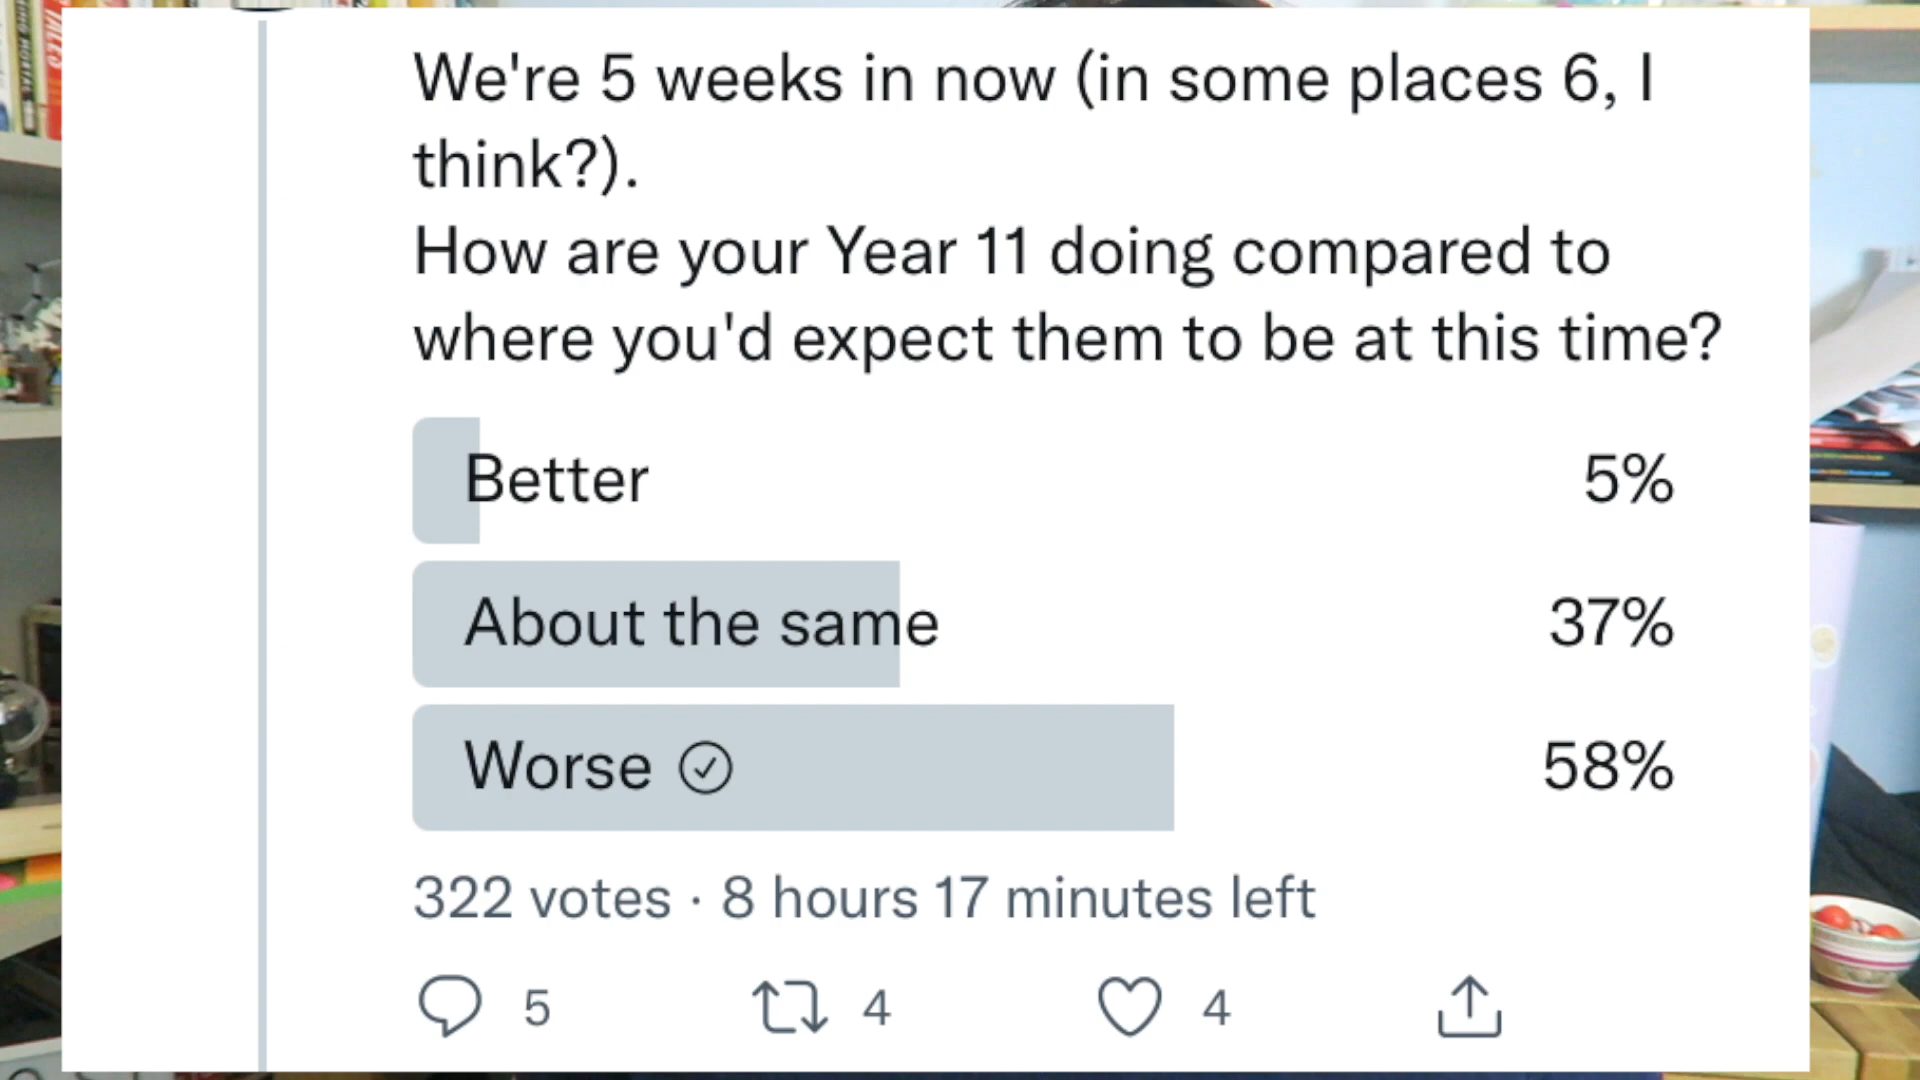 We're 5 weeks in now (in some places 6, I
think?).
How are your Year 11 doing compared to
where you'd expect them to be at this time?
Better 5%
About the same 37%
Worse 58%
322 votes · 8 hours 17 minutes left
5 4 4